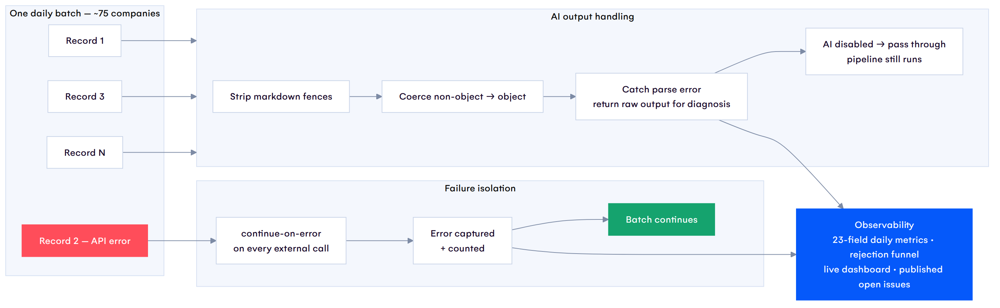 One daily batch — ~75 companies
Record 1
Record 3
Record N
Record 2 — API error
AI output handling
Strip markdown fences
Coerce non-object → object
Catch parse error
return raw output for diagnosis
AI disabled → pass through
pipeline still runs
Failure isolation
continue-on-error
on every external call
Error captured
+ counted
Batch continues
Observability
23-field daily metrics •
rejection funnel
live dashboard • published
open issues